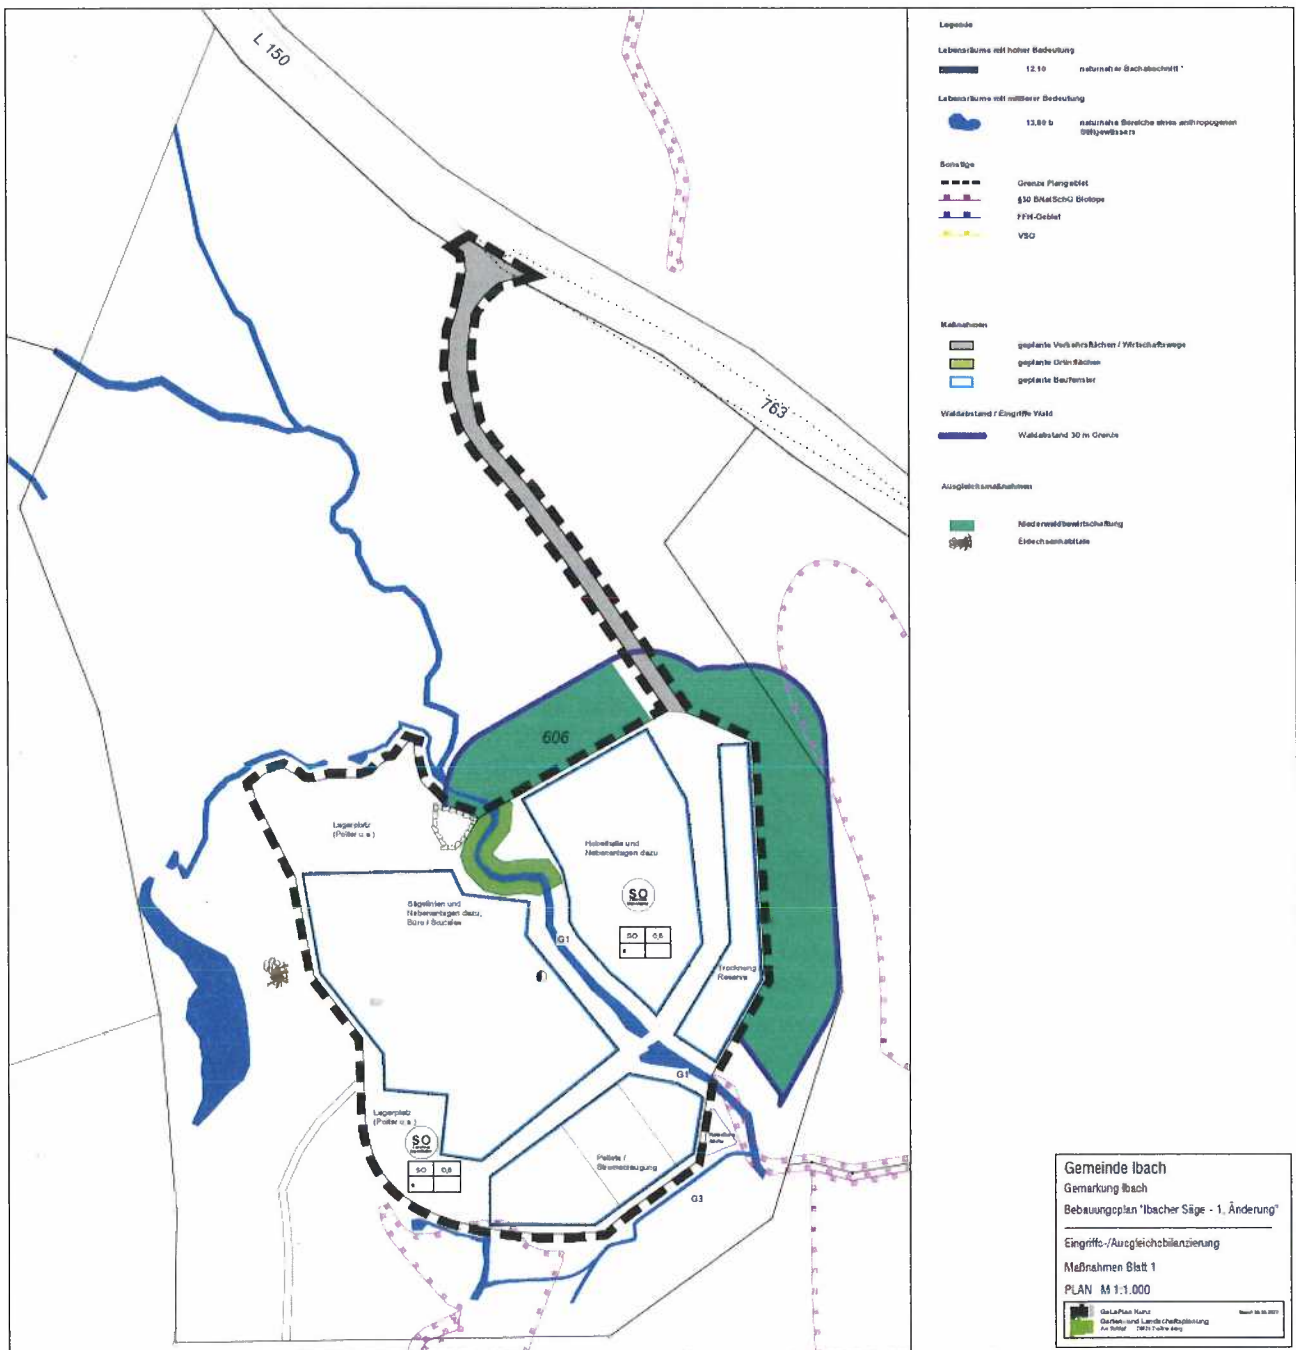 L 150
763
606
Lagerplatz
(Polter u.a.)
Hobelhalle und
Nebenanlagen dazu
SO
SO 0,8
Sägelinien und
Nebenanlagen dazu,
Büro / Soziales
G1
Trocknung
Reserve
G1
Lagerplatz
(Polter u.a.)
SO
SO 0,8
Pellets /
Stromerzeugung
G3
Legende
Lebensräume mit hoher Bedeutung
12.10 naturnaher Bachabschnitt *
Lebensräume mit mittlerer Bedeutung
13.80 b naturnahe Bereiche eines anthropogenen
Stillgewässers
Sonstige
Grenze Plangebiet
§30 BNatSchG Biotope
FFH-Gebiet
VSG
Maßnahmen
geplante Verkehrsflächen / Wirtschaftswege
geplante Grünflächen
geplante Baufenster
Waldabstand / Eingriffe Wald
Waldabstand 30 m Grenze
Ausgleichsmaßnahmen
Niederwaldbewirtschaftung
Eidechsenhabitate
Gemeinde Ibach
Gemarkung Ibach
Bebauungsplan "Ibacher Säge - 1. Änderung"
Eingriffs-/Ausgleichsbilanzierung
Maßnahmen Blatt 1
PLAN M 1:1.000
GaLaPlan Kunz
Garten- und Landschaftsplanung